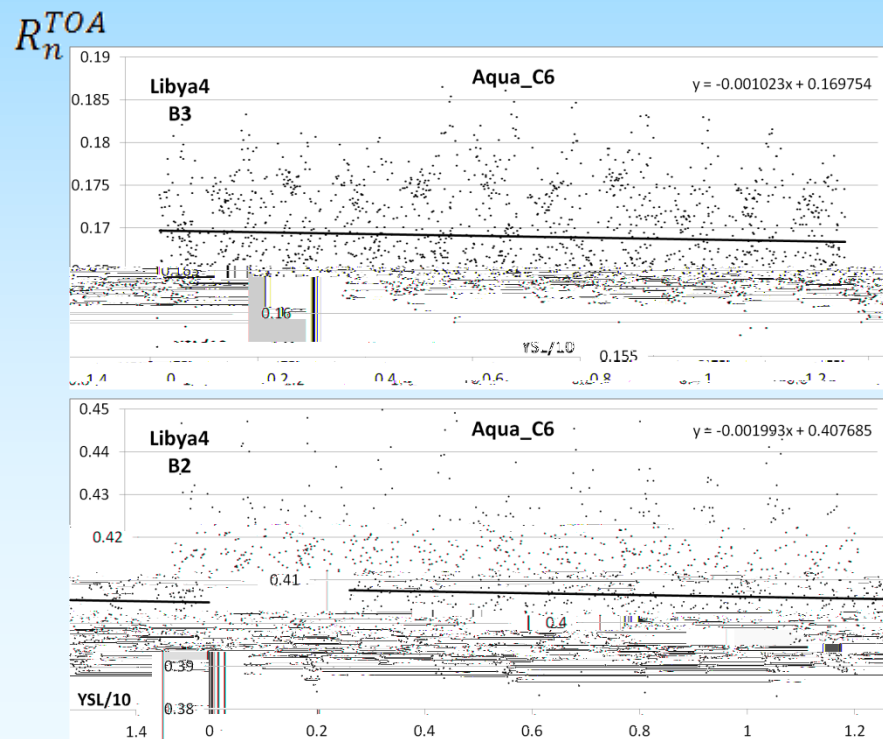 R_n^{TOA}
0.19
Libya4
Aqua_C6
y = -0.001023x + 0.169754
0.185
B3
0.18
0.175
0.17
0.16
YSL/10
0.155
0 0.2 0.4 0.6 0.8 1 1.2
0.45
Libya4
Aqua_C6
y = -0.001993x + 0.407685
0.44
B2
0.43
0.42
0.41
0.4
0.39
YSL/10
0.38
1.4 0 0.2 0.4 0.6 0.8 1 1.2